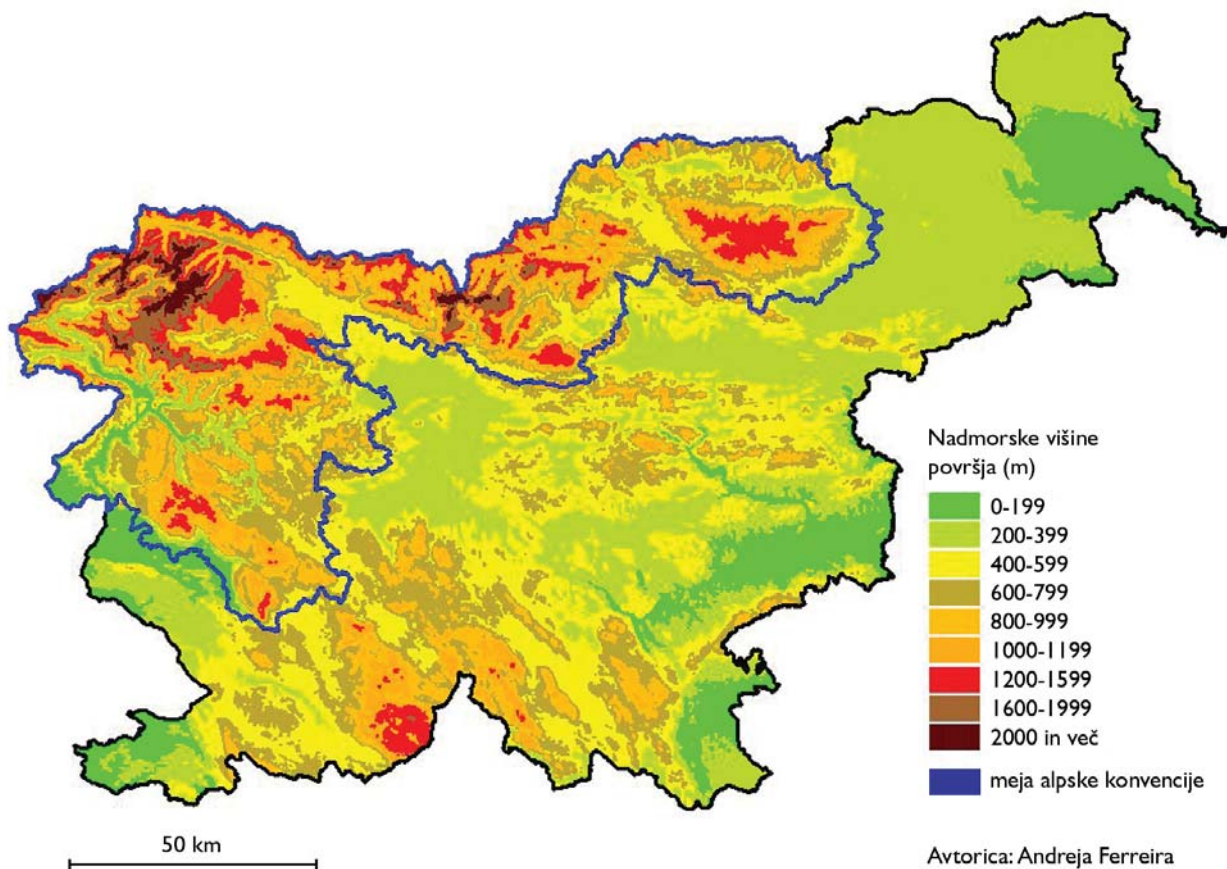 Nadmorske višine
površja (m)
0-199
200-399
400-599
600-799
800-999
1000-1199
1200-1599
1600-1999
2000 in več
meja alpske konvencije
50 km
Avtorica: Andreja Ferreira